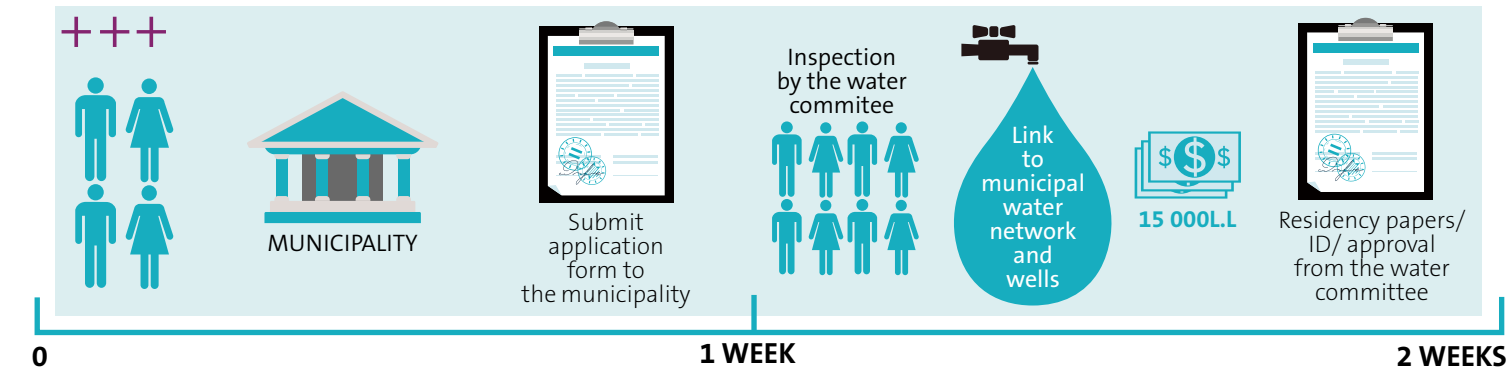 +++
MUNICIPALITY
Submit
application
form to
the municipality
Inspection
by the water
commitee
Link
to
municipal
water
network
and
wells
$ $ $
15 000L.L
Residency papers/
ID/ approval
from the water
committee
0
1 WEEK
2 WEEKS